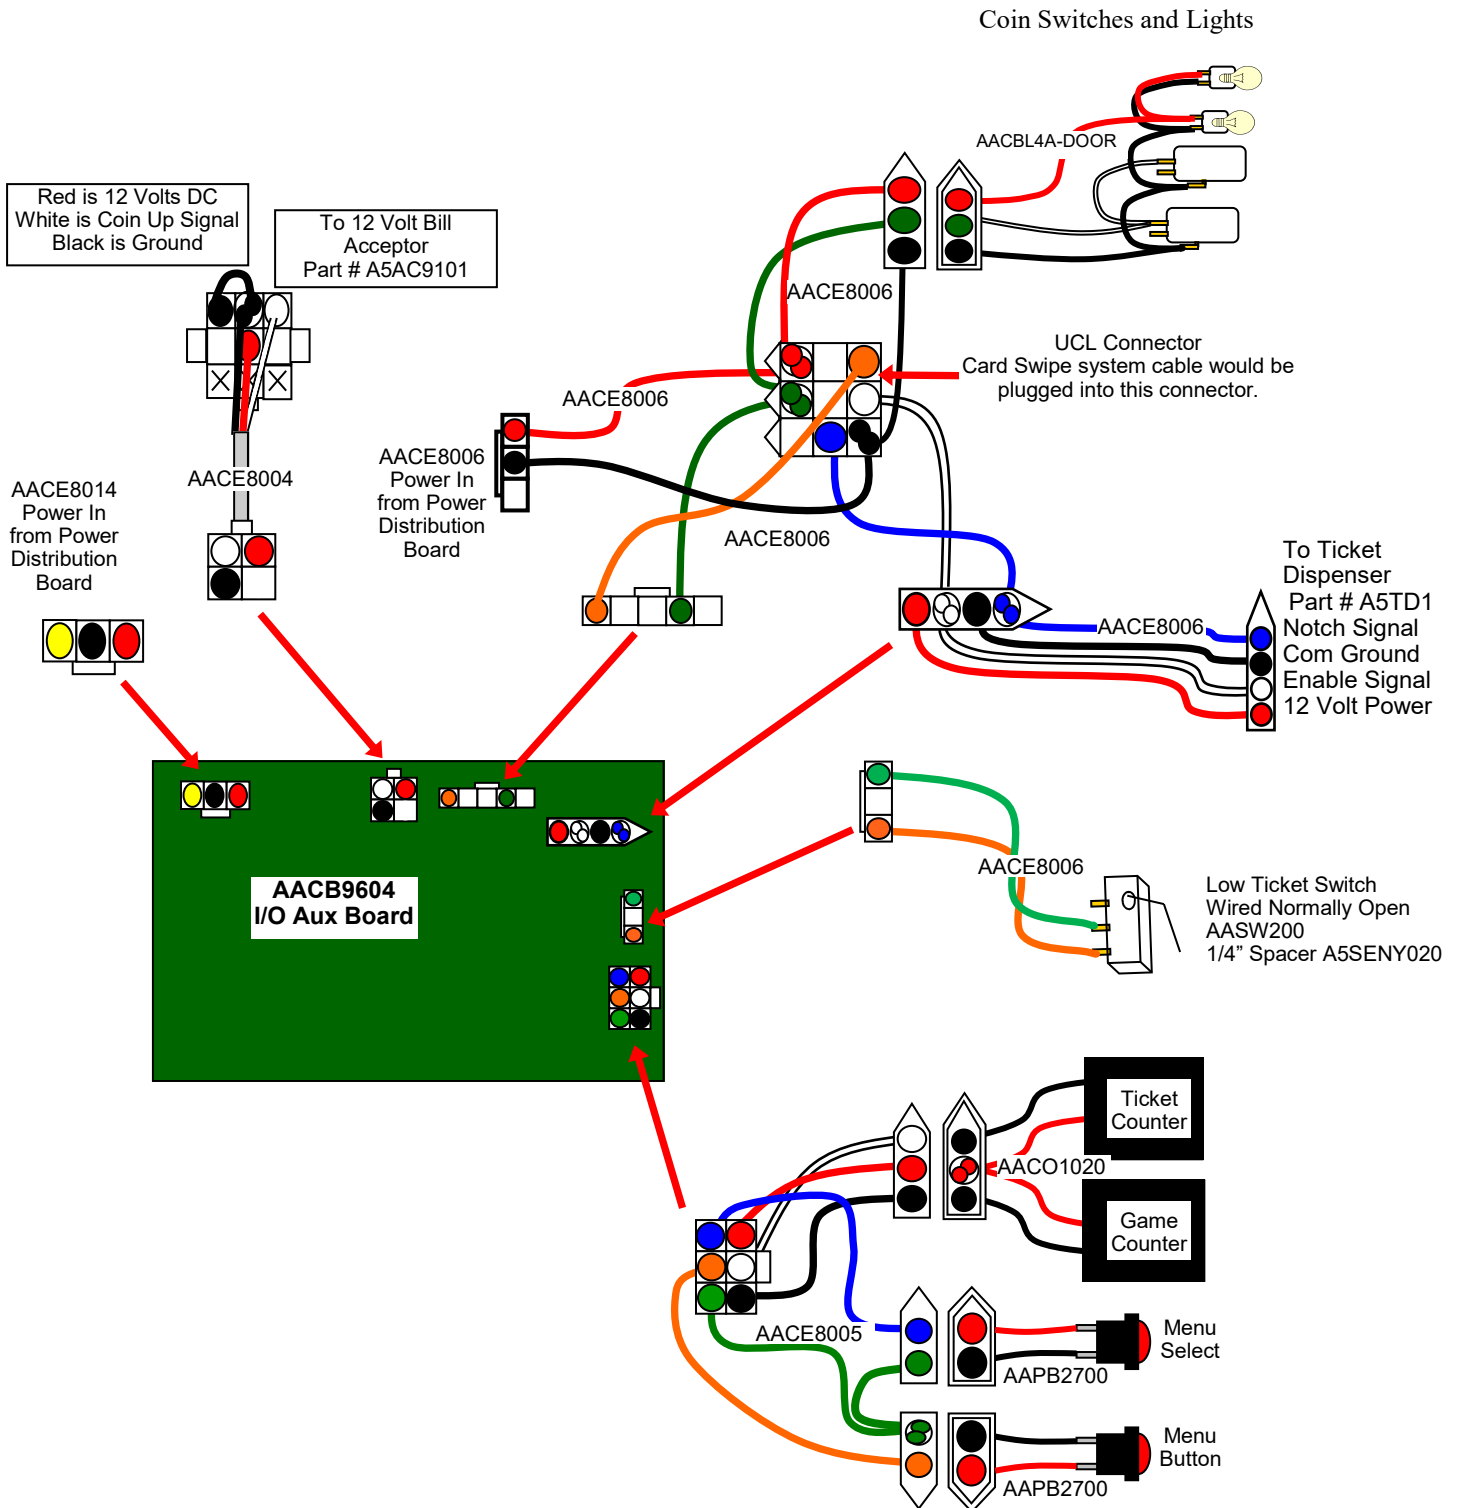 Coin Switches and Lights
AACBL4A-DOOR
Red is 12 Volts DC
White is Coin Up Signal
Black is Ground
To 12 Volt Bill
Acceptor
Part # A5AC9101
AACE8006
UCL Connector
Card Swipe system cable would be
plugged into this connector.
AACE8006
AACE8006
Power In
from Power
Distribution
Board
AACE8004
AACE8014
Power In
from Power
Distribution
Board
AACE8006
To Ticket
Dispenser
Part # A5TD1
Notch Signal
Com Ground
Enable Signal
12 Volt Power
AACE8006
AACE8006
Low Ticket Switch
Wired Normally Open
AASW200
1/4” Spacer A5SENY020
AACB9604
I/O Aux Board
Ticket
Counter
AACO1020
Game
Counter
AACE8005
Menu
Select
AAPB2700
Menu
Button
AAPB2700